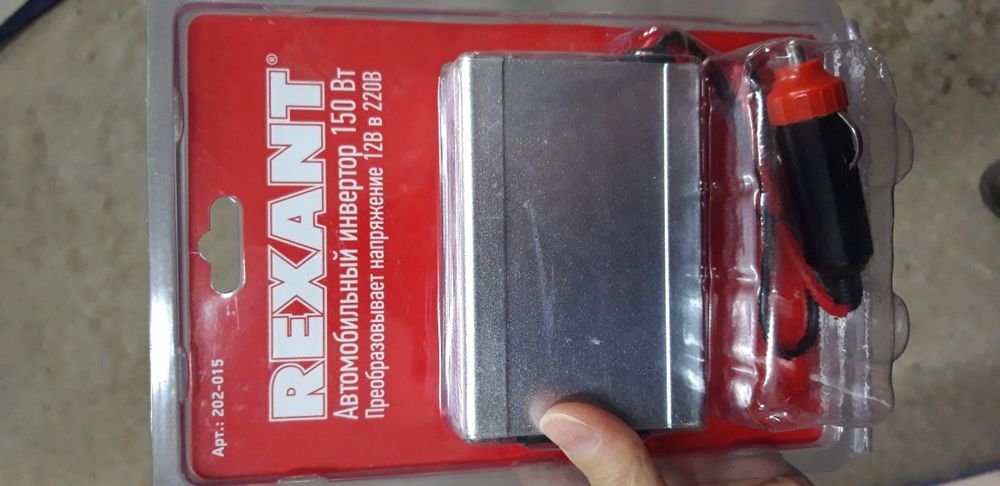 Арт.: 202-015
REXANT®
Автомобильный инвертор 150 Вт
Преобразовывает напряжение 12В в 220В